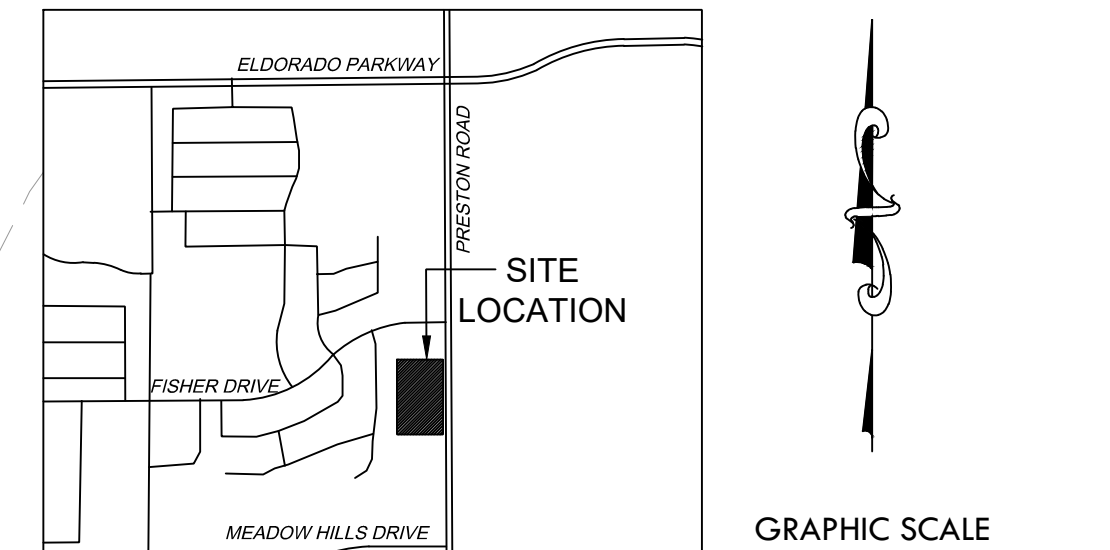 ELDORADO PARKWAY
PRESTON ROAD
SITE
LOCATION
FISHER DRIVE
MEADOW HILLS DRIVE
GRAPHIC SCALE